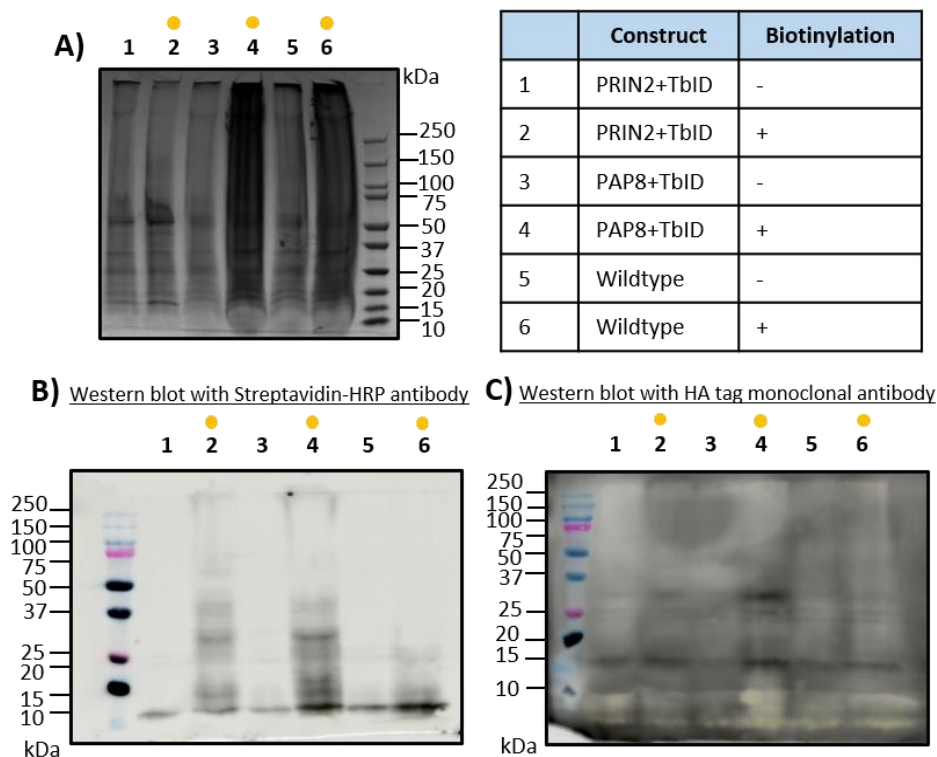 A)
1 2 3 4 5 6
kDa
250
150
100
75
50
37
25
20
15
10
Construct Biotinylation
1 PRIN2+TbID -
2 PRIN2+TbID +
3 PAP8+TbID -
4 PAP8+TbID +
5 Wildtype -
6 Wildtype +
B) Western blot with Streptavidin-HRP antibody
1 2 3 4 5 6
250
150
100
75
50
37
25
20
15
10
kDa
C) Western blot with HA tag monoclonal antibody
1 2 3 4 5 6
250
150
100
75
50
37
25
20
15
10
kDa